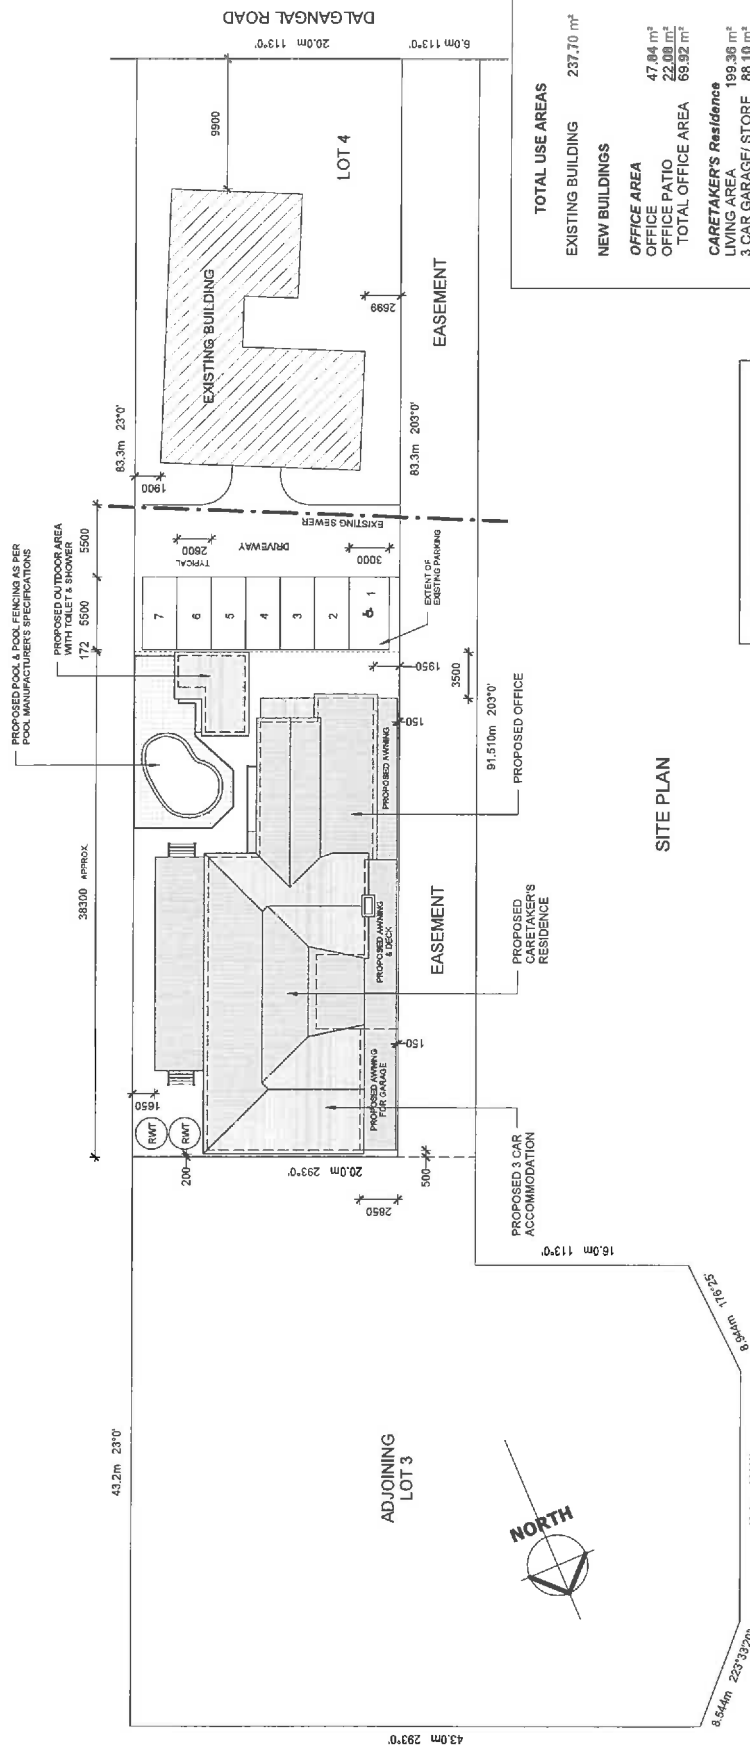 DALGANGAL ROAD
20.0m 113°0'
6.0m 113°0'
9900
LOT 4
EXISTING BUILDING
2699
EASEMENT
83.3m 23°0'
83.3m 203°0'
1900
EXISTING SEWER
DRIVEWAY
TYPICAL
2600
3000
5500
5500
172
7
6
5
4
3
2
1
EXTENT OF
EXISTING PARKING
PROPOSED POOL & POOL FENCING AS PER
POOL MANUFACTURER'S SPECIFICATIONS
PROPOSED OUTDOOR AREA
WITH TOILET & SHOWER
1950
3500
150
91.510m 203°0'
PROPOSED OFFICE
PROPOSED AWNING
38300 APPROX.
PROPOSED AWNING
& DECK
EASEMENT
PROPOSED
CARETAKER'S
RESIDENCE
150
PROPOSED AWNING
FOR GARAGE
1650
RWT
RWT
200
20.0m 293°0'
2850
500
PROPOSED 3 CAR
ACCOMMODATION
16.0m 113°0'
8.944m 176°25'
43.2m 23°0'
ADJOINING
LOT 3
NORTH
8.544m 223°33'20"
43.0m 293°0'
SITE PLAN
TOTAL USE AREAS
EXISTING BUILDING 237.70 m²
NEW BUILDINGS
OFFICE AREA
OFFICE 47.84 m²
OFFICE PATIO 22.08 m²
TOTAL OFFICE AREA 69.92 m²
CARETAKER'S Residence
LIVING AREA 199.36 m²
3 CAR GARAGE/ STORE 88.10 m²